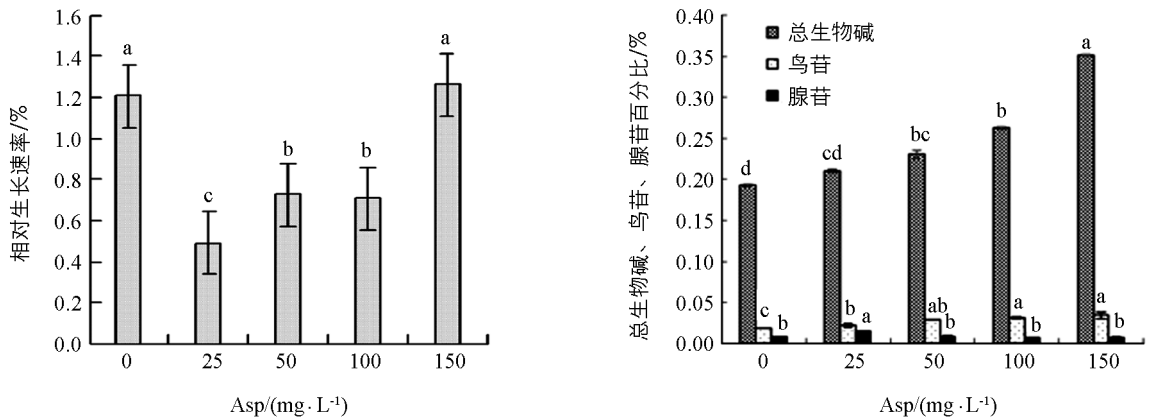 相对生长速率/%
1.6
1.4
1.2
1.0
0.8
0.6
0.4
0.2
0.0
a
c
b
b
a
0
25
50
100
150
Asp/(mg·L⁻¹)
总生物碱、鸟苷、腺苷百分比/%
0.40
0.35
0.30
0.25
0.20
0.15
0.10
0.05
0.00
总生物碱
鸟苷
腺苷
d
c
b
cd
b
a
bc
ab
b
b
a
b
a
a
b
0
25
50
100
150
Asp/(mg·L⁻¹)